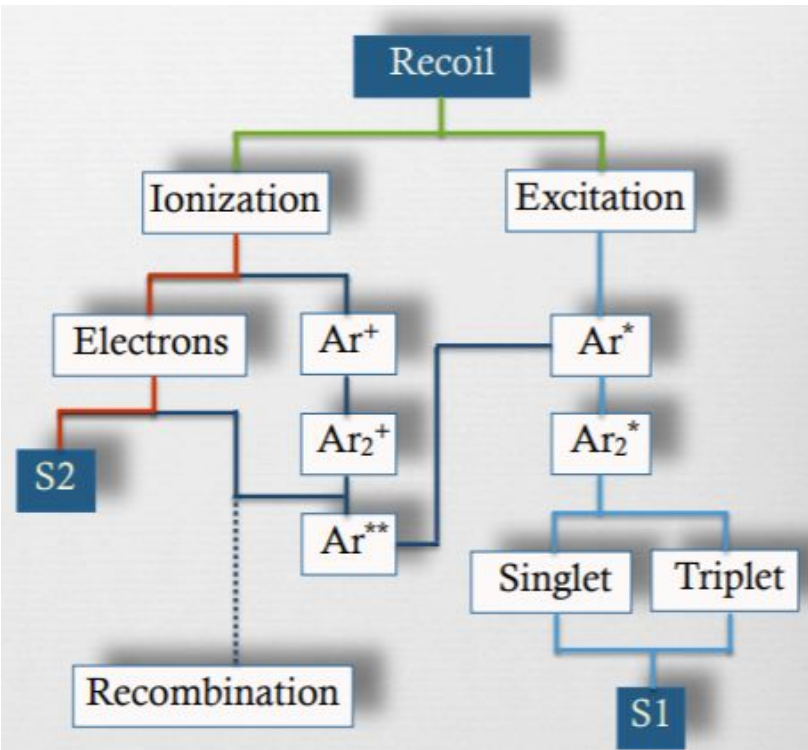 Recoil
Ionization
Excitation
Electrons
Ar⁺
Ar*
Ar₂⁺
Ar₂*
S2
Ar**
Singlet
Triplet
Recombination
S1